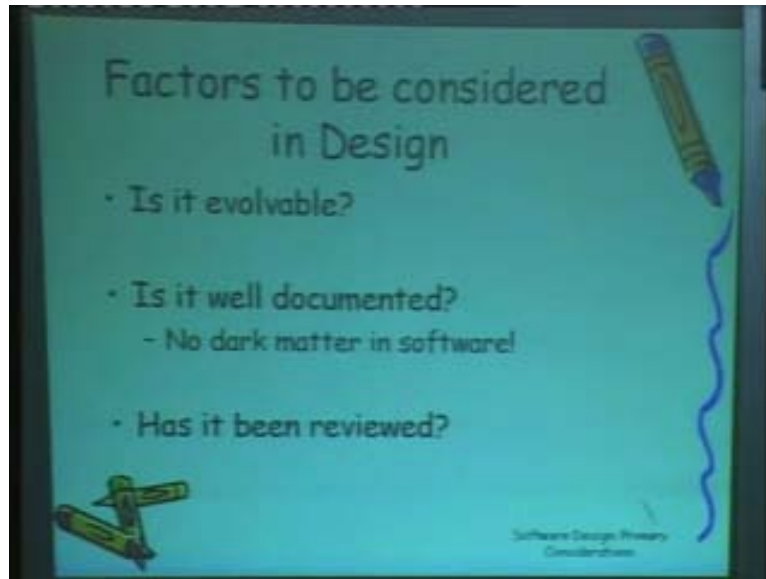 Factors to be considered
in Design
· Is it evolvable?
· Is it well documented?
- No dark matter in software!
· Has it been reviewed?
Software Design Primary
Considerations